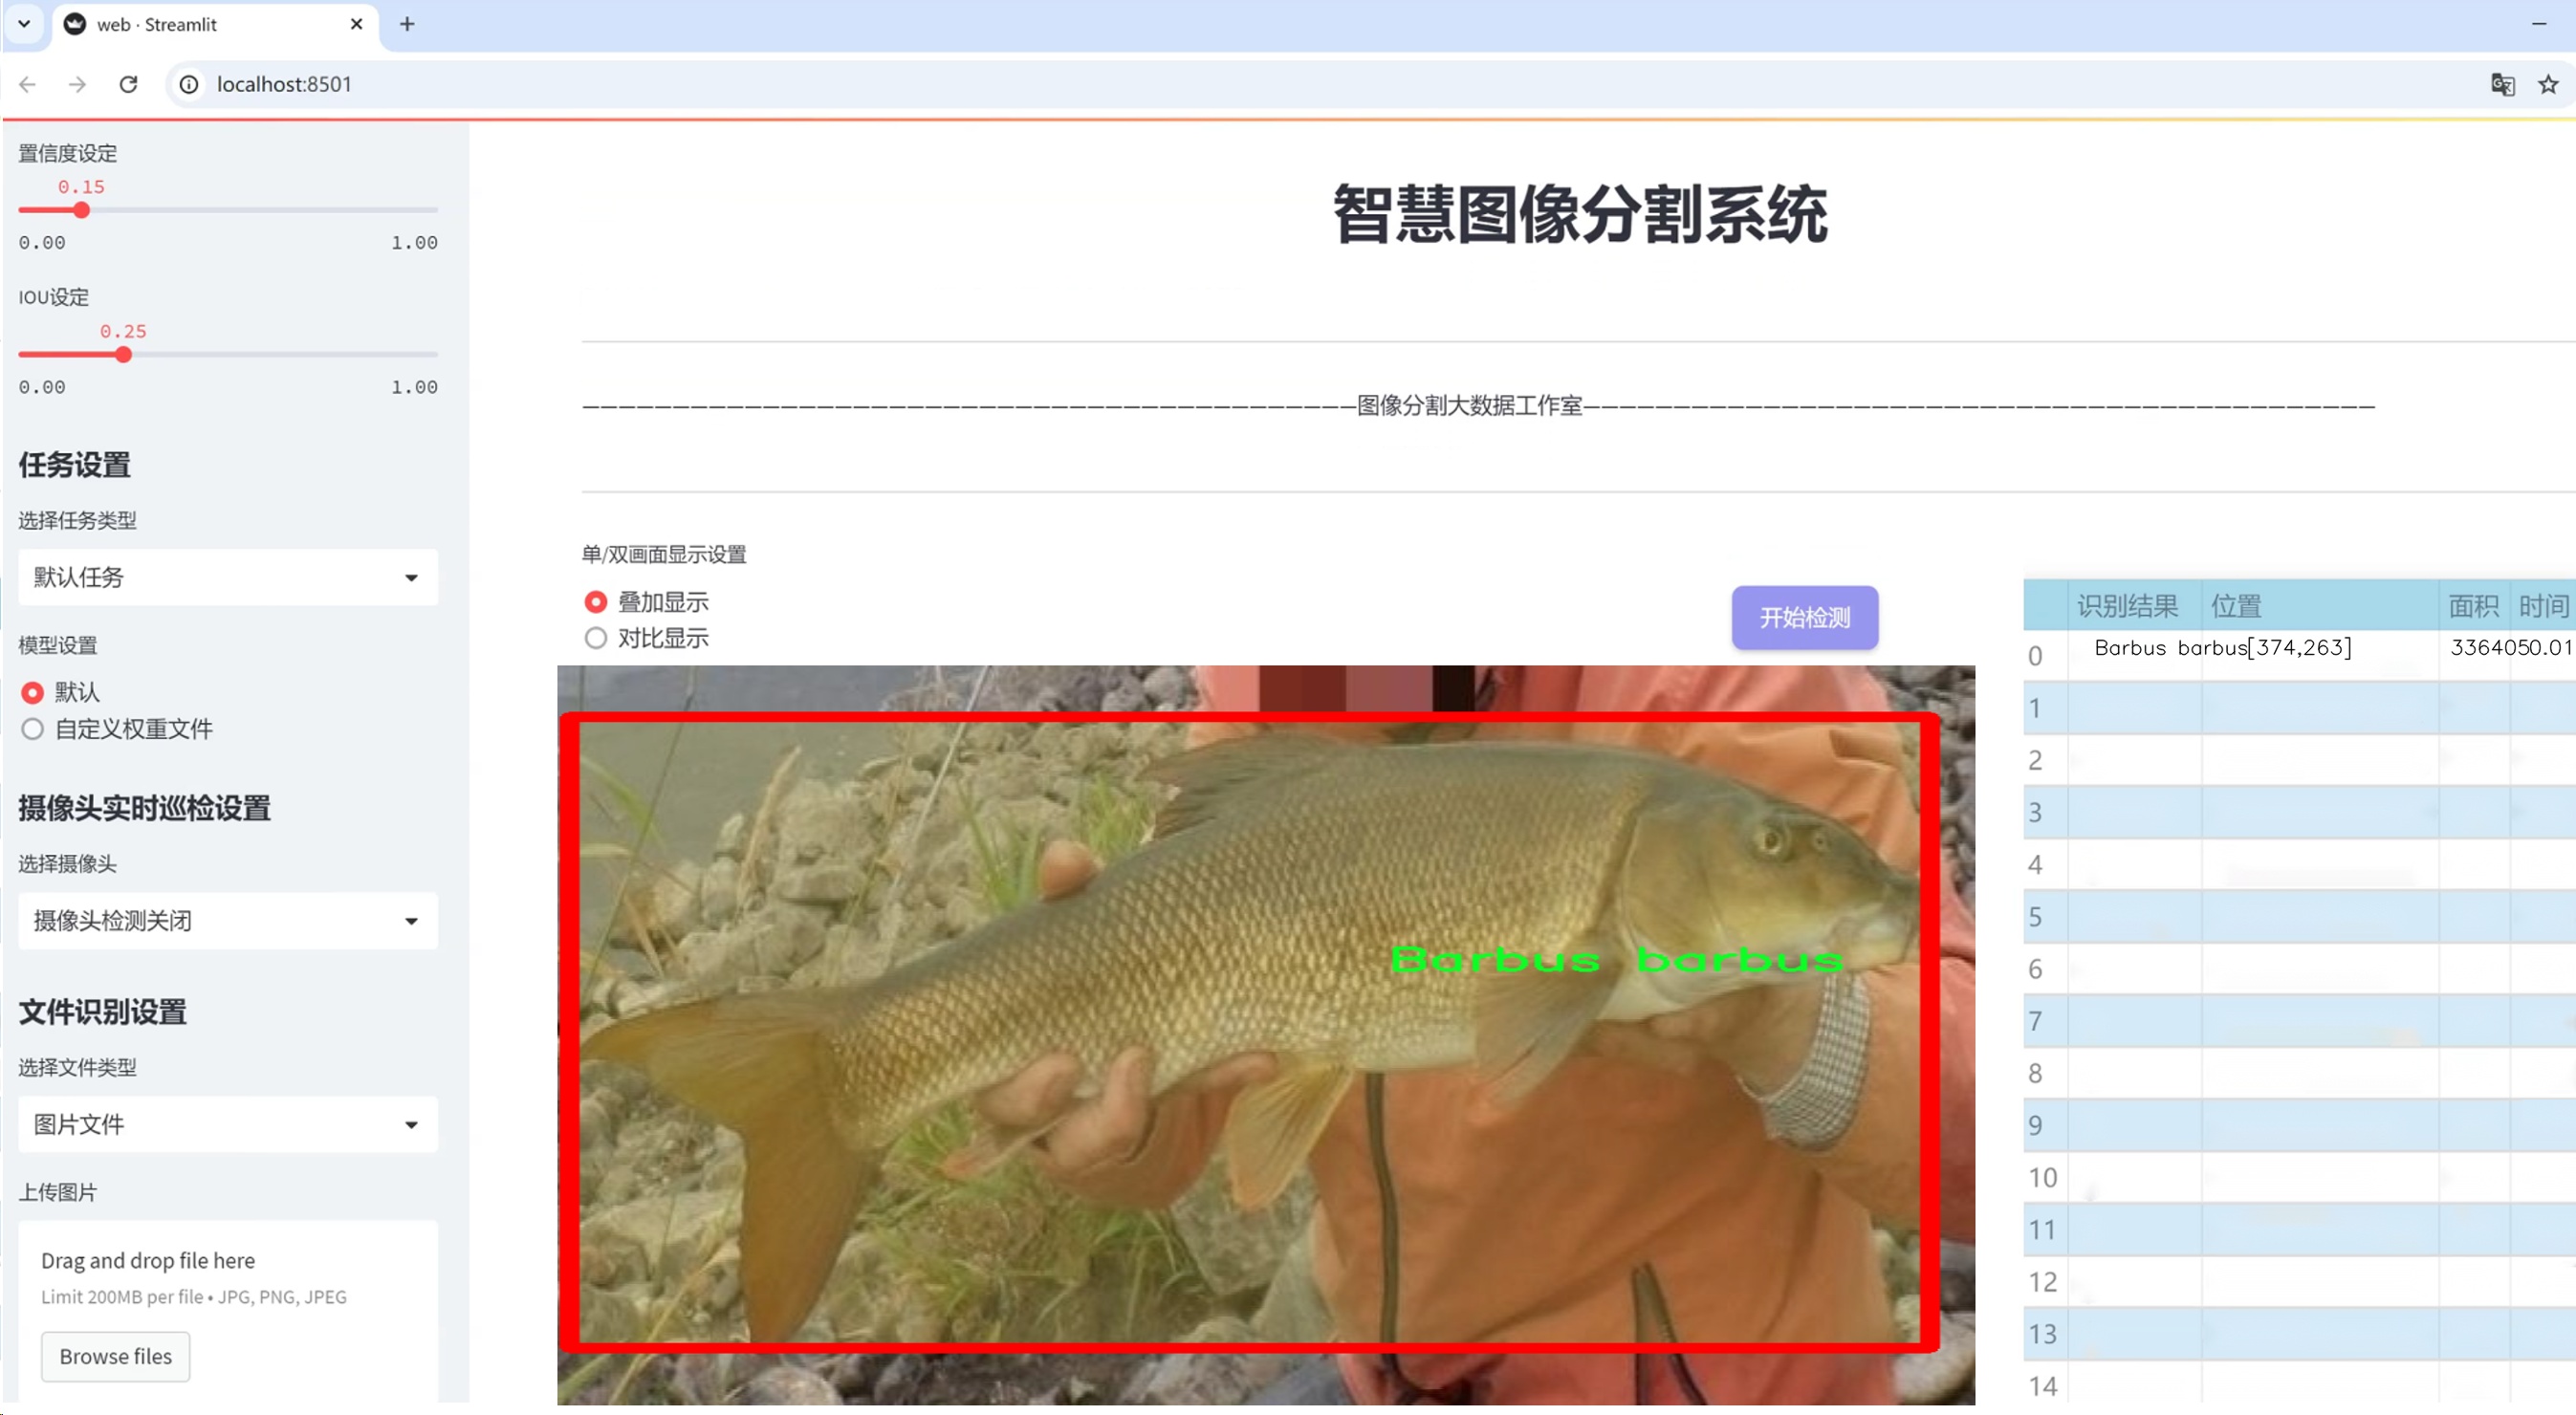 web · Streamlit
localhost:8501
置信度设定
0.15
0.00 1.00
IOU设定
0.25
0.00 1.00
任务设置
选择任务类型
默认任务
模型设置
默认
自定义权重文件
摄像头实时巡检设置
选择摄像头
摄像头检测关闭
文件识别设置
选择文件类型
图片文件
上传图片
Drag and drop file here
Limit 200MB per file • JPG, PNG, JPEG
Browse files
智慧图像分割系统
图像分割大数据工作室
单/双画面显示设置
叠加显示
对比显示
开始检测
Barbus barbus
识别结果 位置 面积 时间
0 Barbus barbus[374,263] 3364050.01
1
2
3
4
5
6
7
8
9
10
11
12
13
14